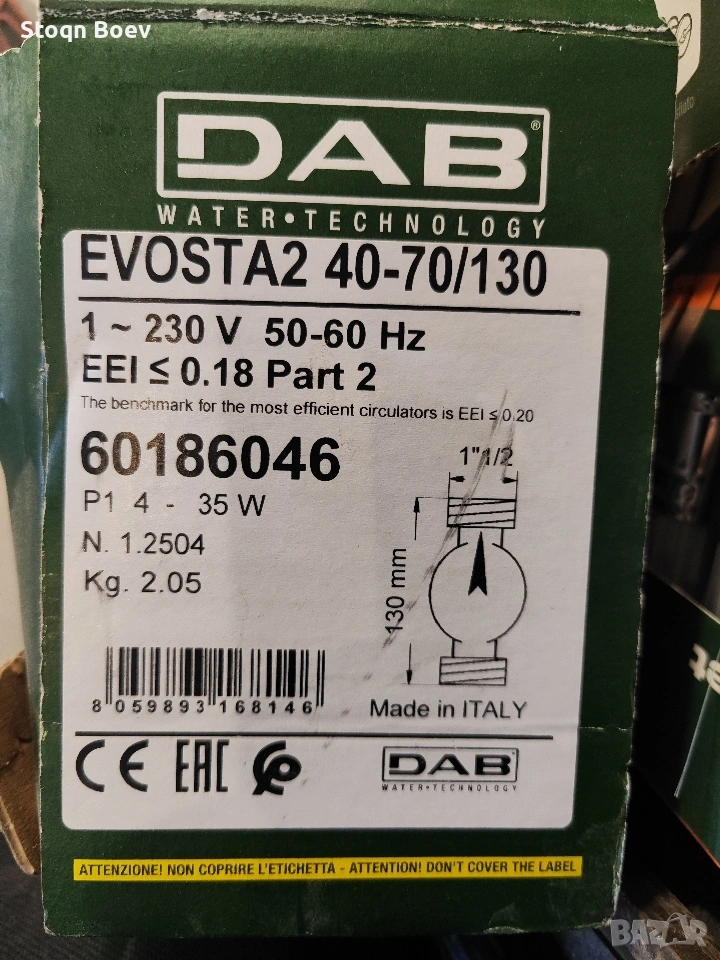 Stoqn Boev
DAB®
WATER•TECHNOLOGY
EVOSTA2 40-70/130
1 ~ 230 V 50-60 Hz
EEI ≤ 0.18 Part 2
The benchmark for the most efficient circulators is EEI ≤ 0.20
60186046
P1 4 - 35 W
N. 1.2504
Kg. 2.05
1"1/2
130 mm
8 059893 168146
Made in ITALY
CE EAC
DAB
WATER•TECHNOLOGY
ATTENZIONE! NON COPRIRE L'ETICHETTA - ATTENTION! DON'T COVER THE LABEL
BAZAR